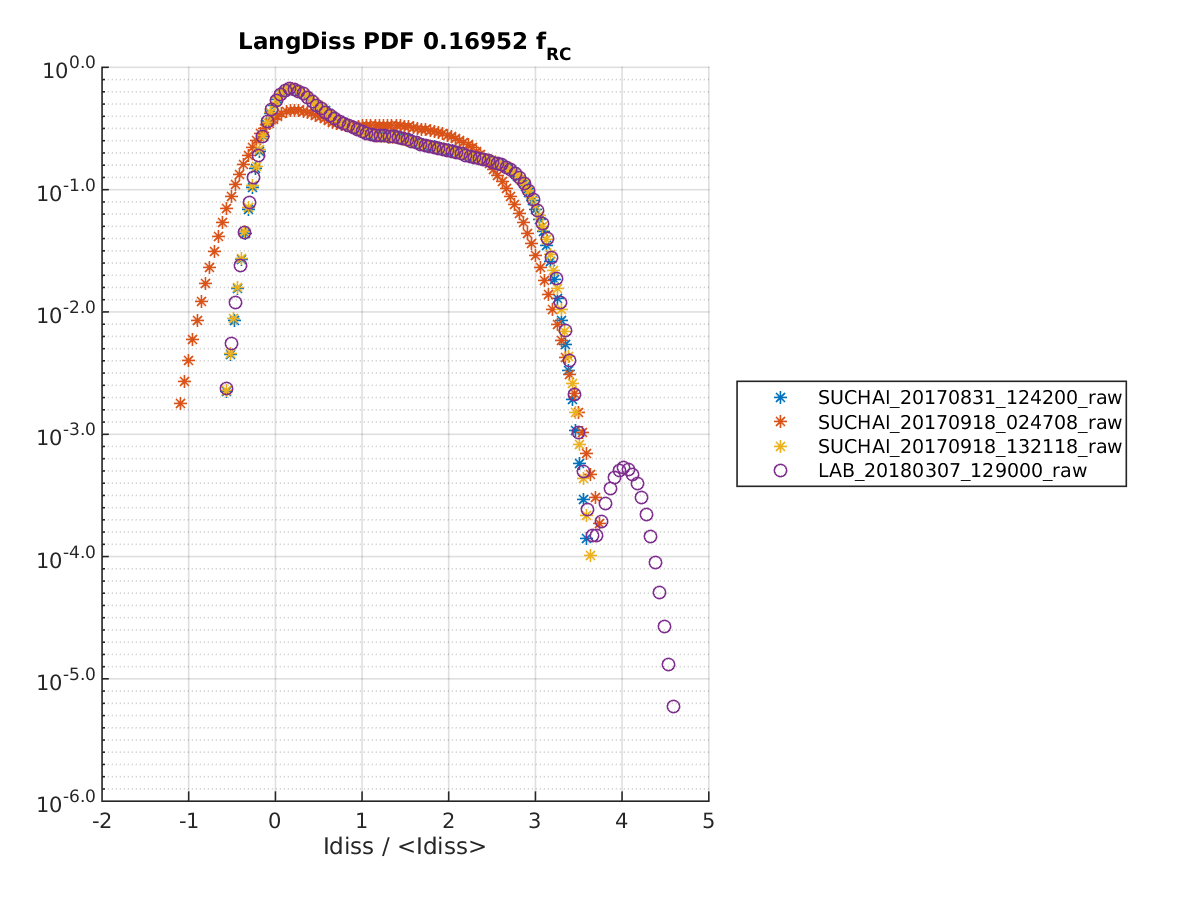 LangDiss PDF 0.16952 f_RC
10^0.0
10^-1.0
10^-2.0
10^-3.0
10^-4.0
10^-5.0
10^-6.0
-2 -1 0 1 2 3 4 5
Idiss / <Idiss>
SUCHAI_20170831_124200_raw
SUCHAI_20170918_024708_raw
SUCHAI_20170918_132118_raw
LAB_20180307_129000_raw